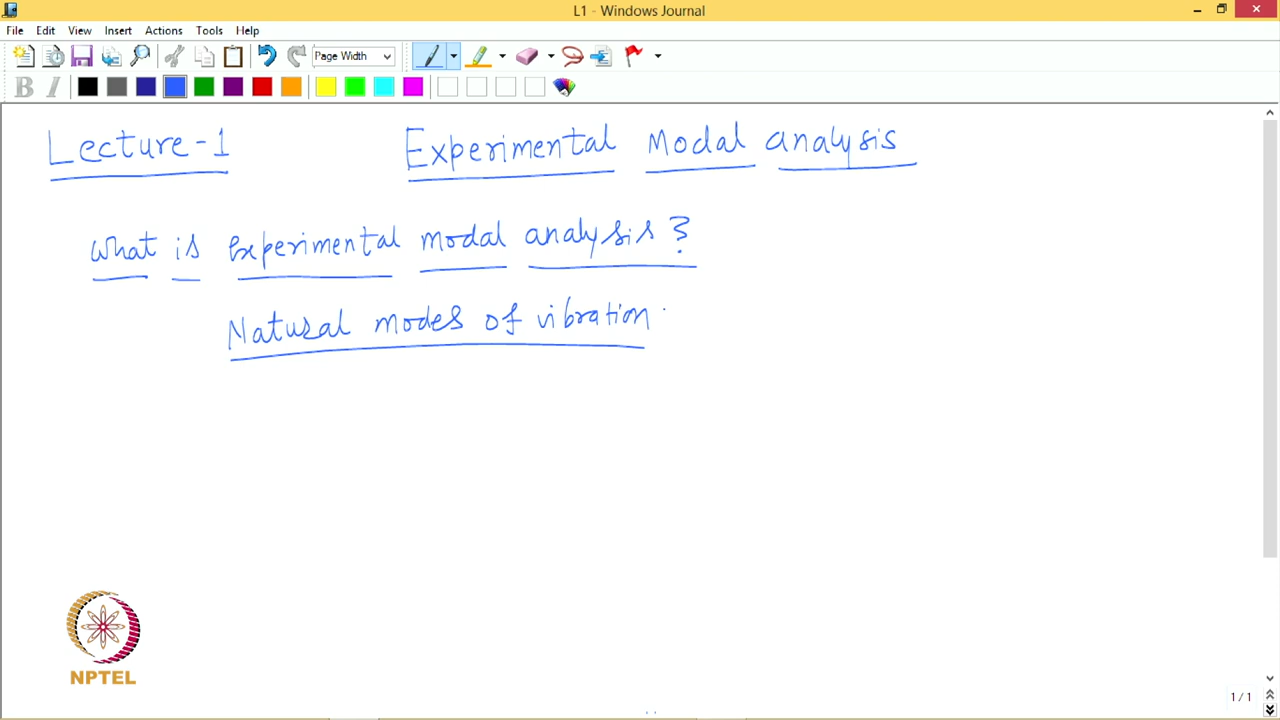 L1 - Windows Journal
File Edit View Insert Actions Tools Help
Page Width
Lecture-1 Experimental Modal analysis
What is experimental modal analysis?
Natural modes of vibration
NPTEL
1 / 1